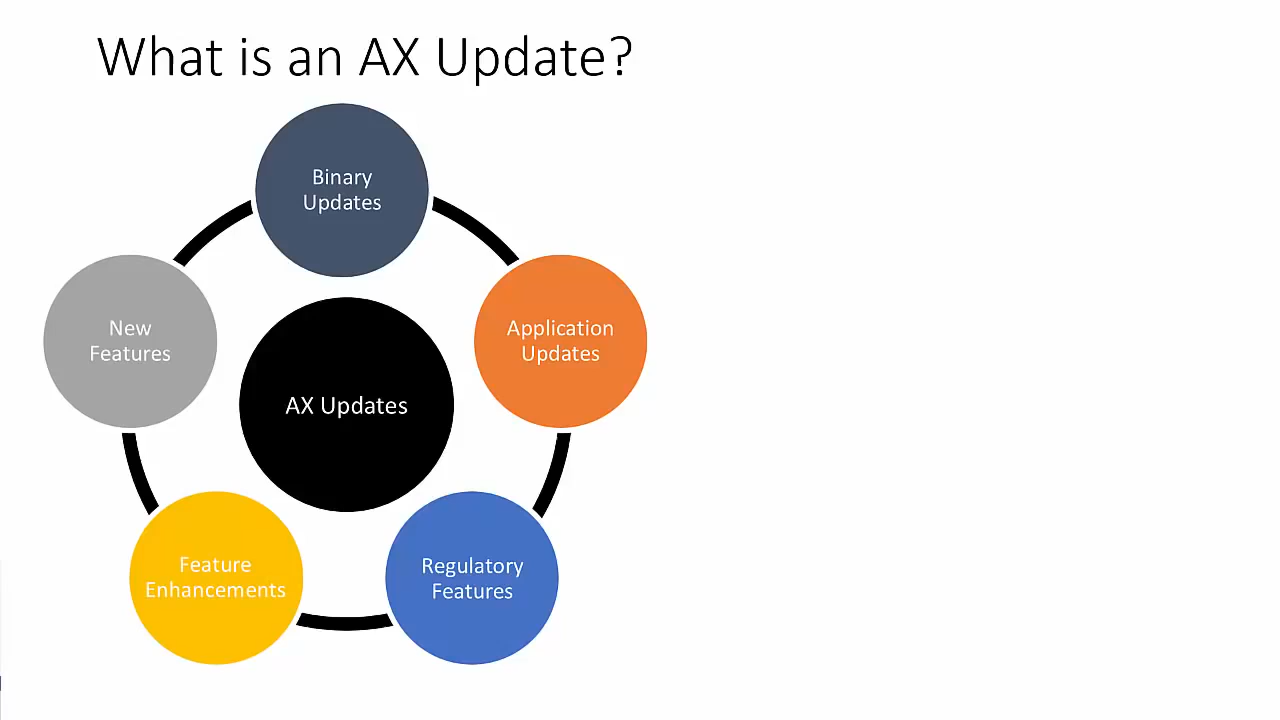 What is an AX Update?
Binary
Updates
New
Features
Application
Updates
AX Updates
Feature
Enhancements
Regulatory
Features